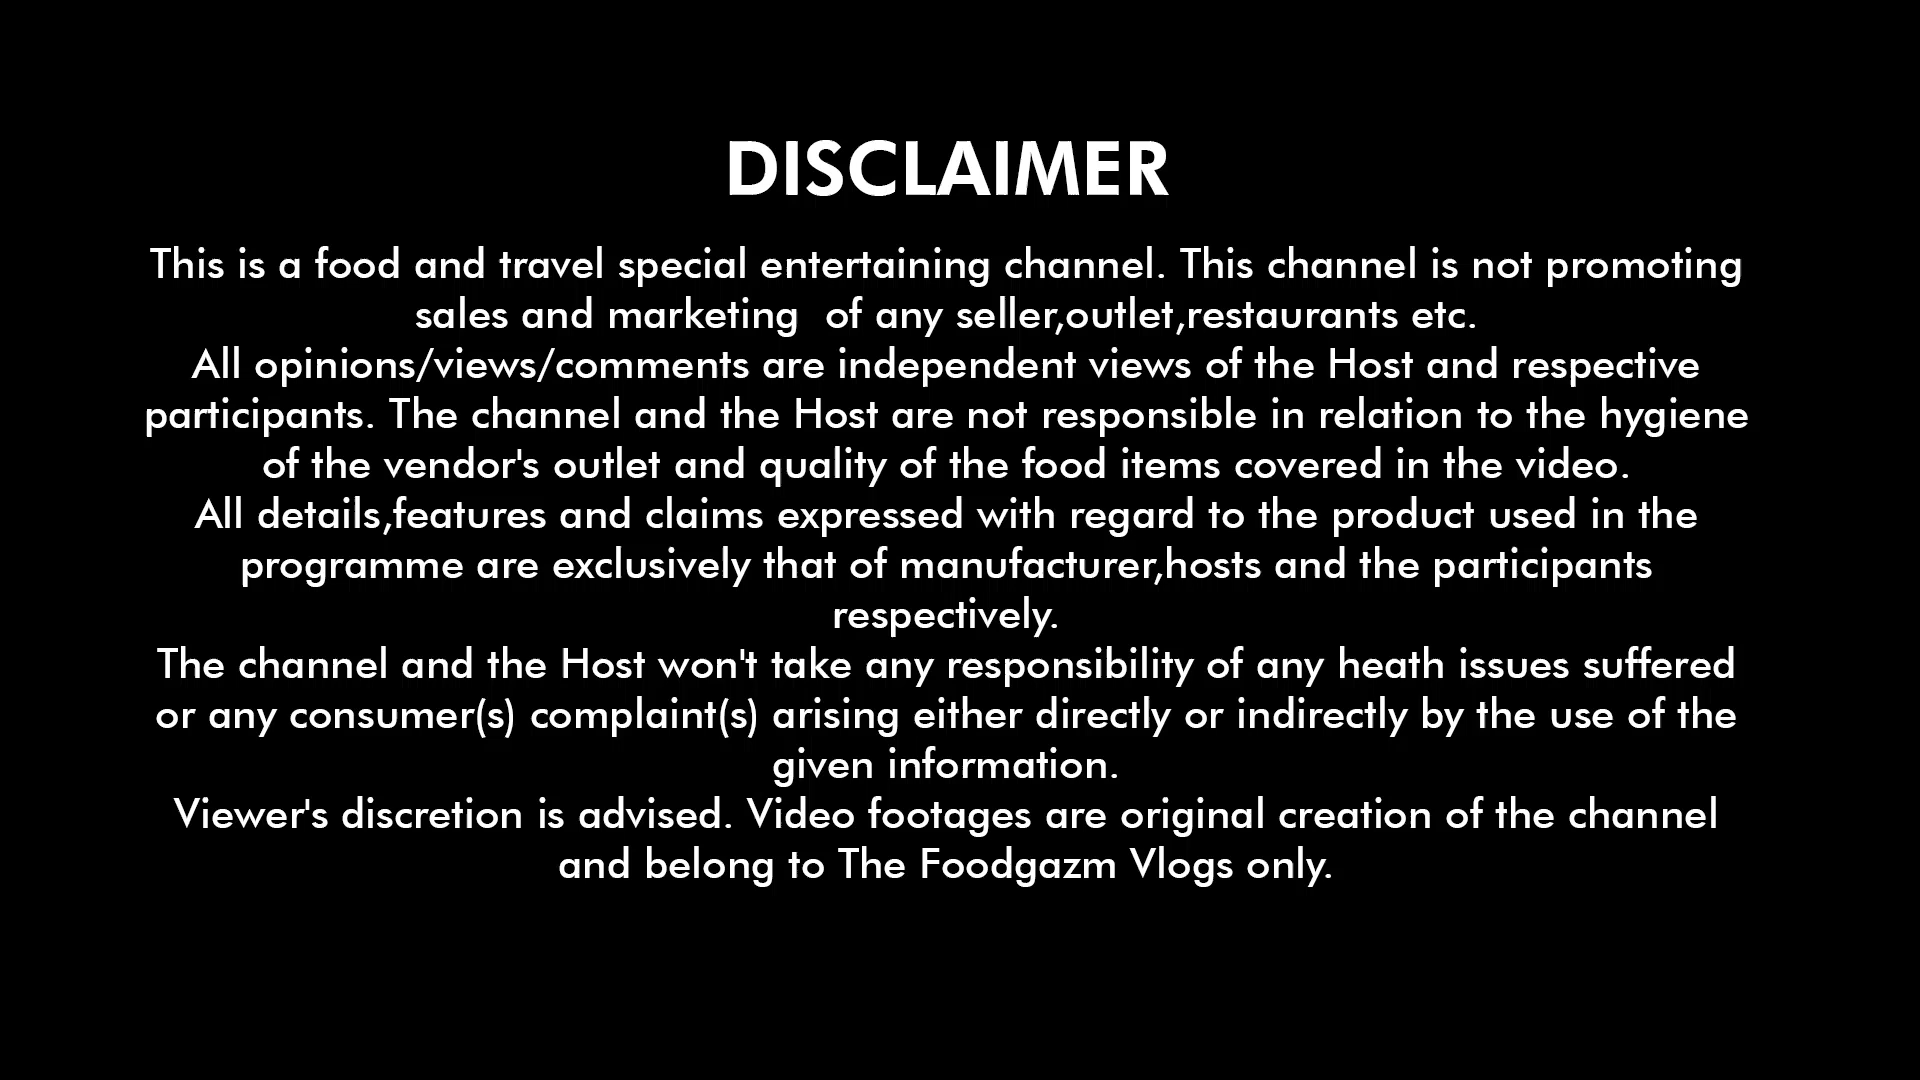 DISCLAIMER
This is a food and travel special entertaining channel. This channel is not promoting
sales and marketing  of any seller,outlet,restaurants etc.
All opinions/views/comments are independent views of the Host and respective
participants. The channel and the Host are not responsible in relation to the hygiene
of the vendor's outlet and quality of the food items covered in the video.
All details,features and claims expressed with regard to the product used in the
programme are exclusively that of manufacturer,hosts and the participants
respectively.
The channel and the Host won't take any responsibility of any heath issues suffered
or any consumer(s) complaint(s) arising either directly or indirectly by the use of the
given information.
Viewer's discretion is advised. Video footages are original creation of the channel
and belong to The Foodgazm Vlogs only.